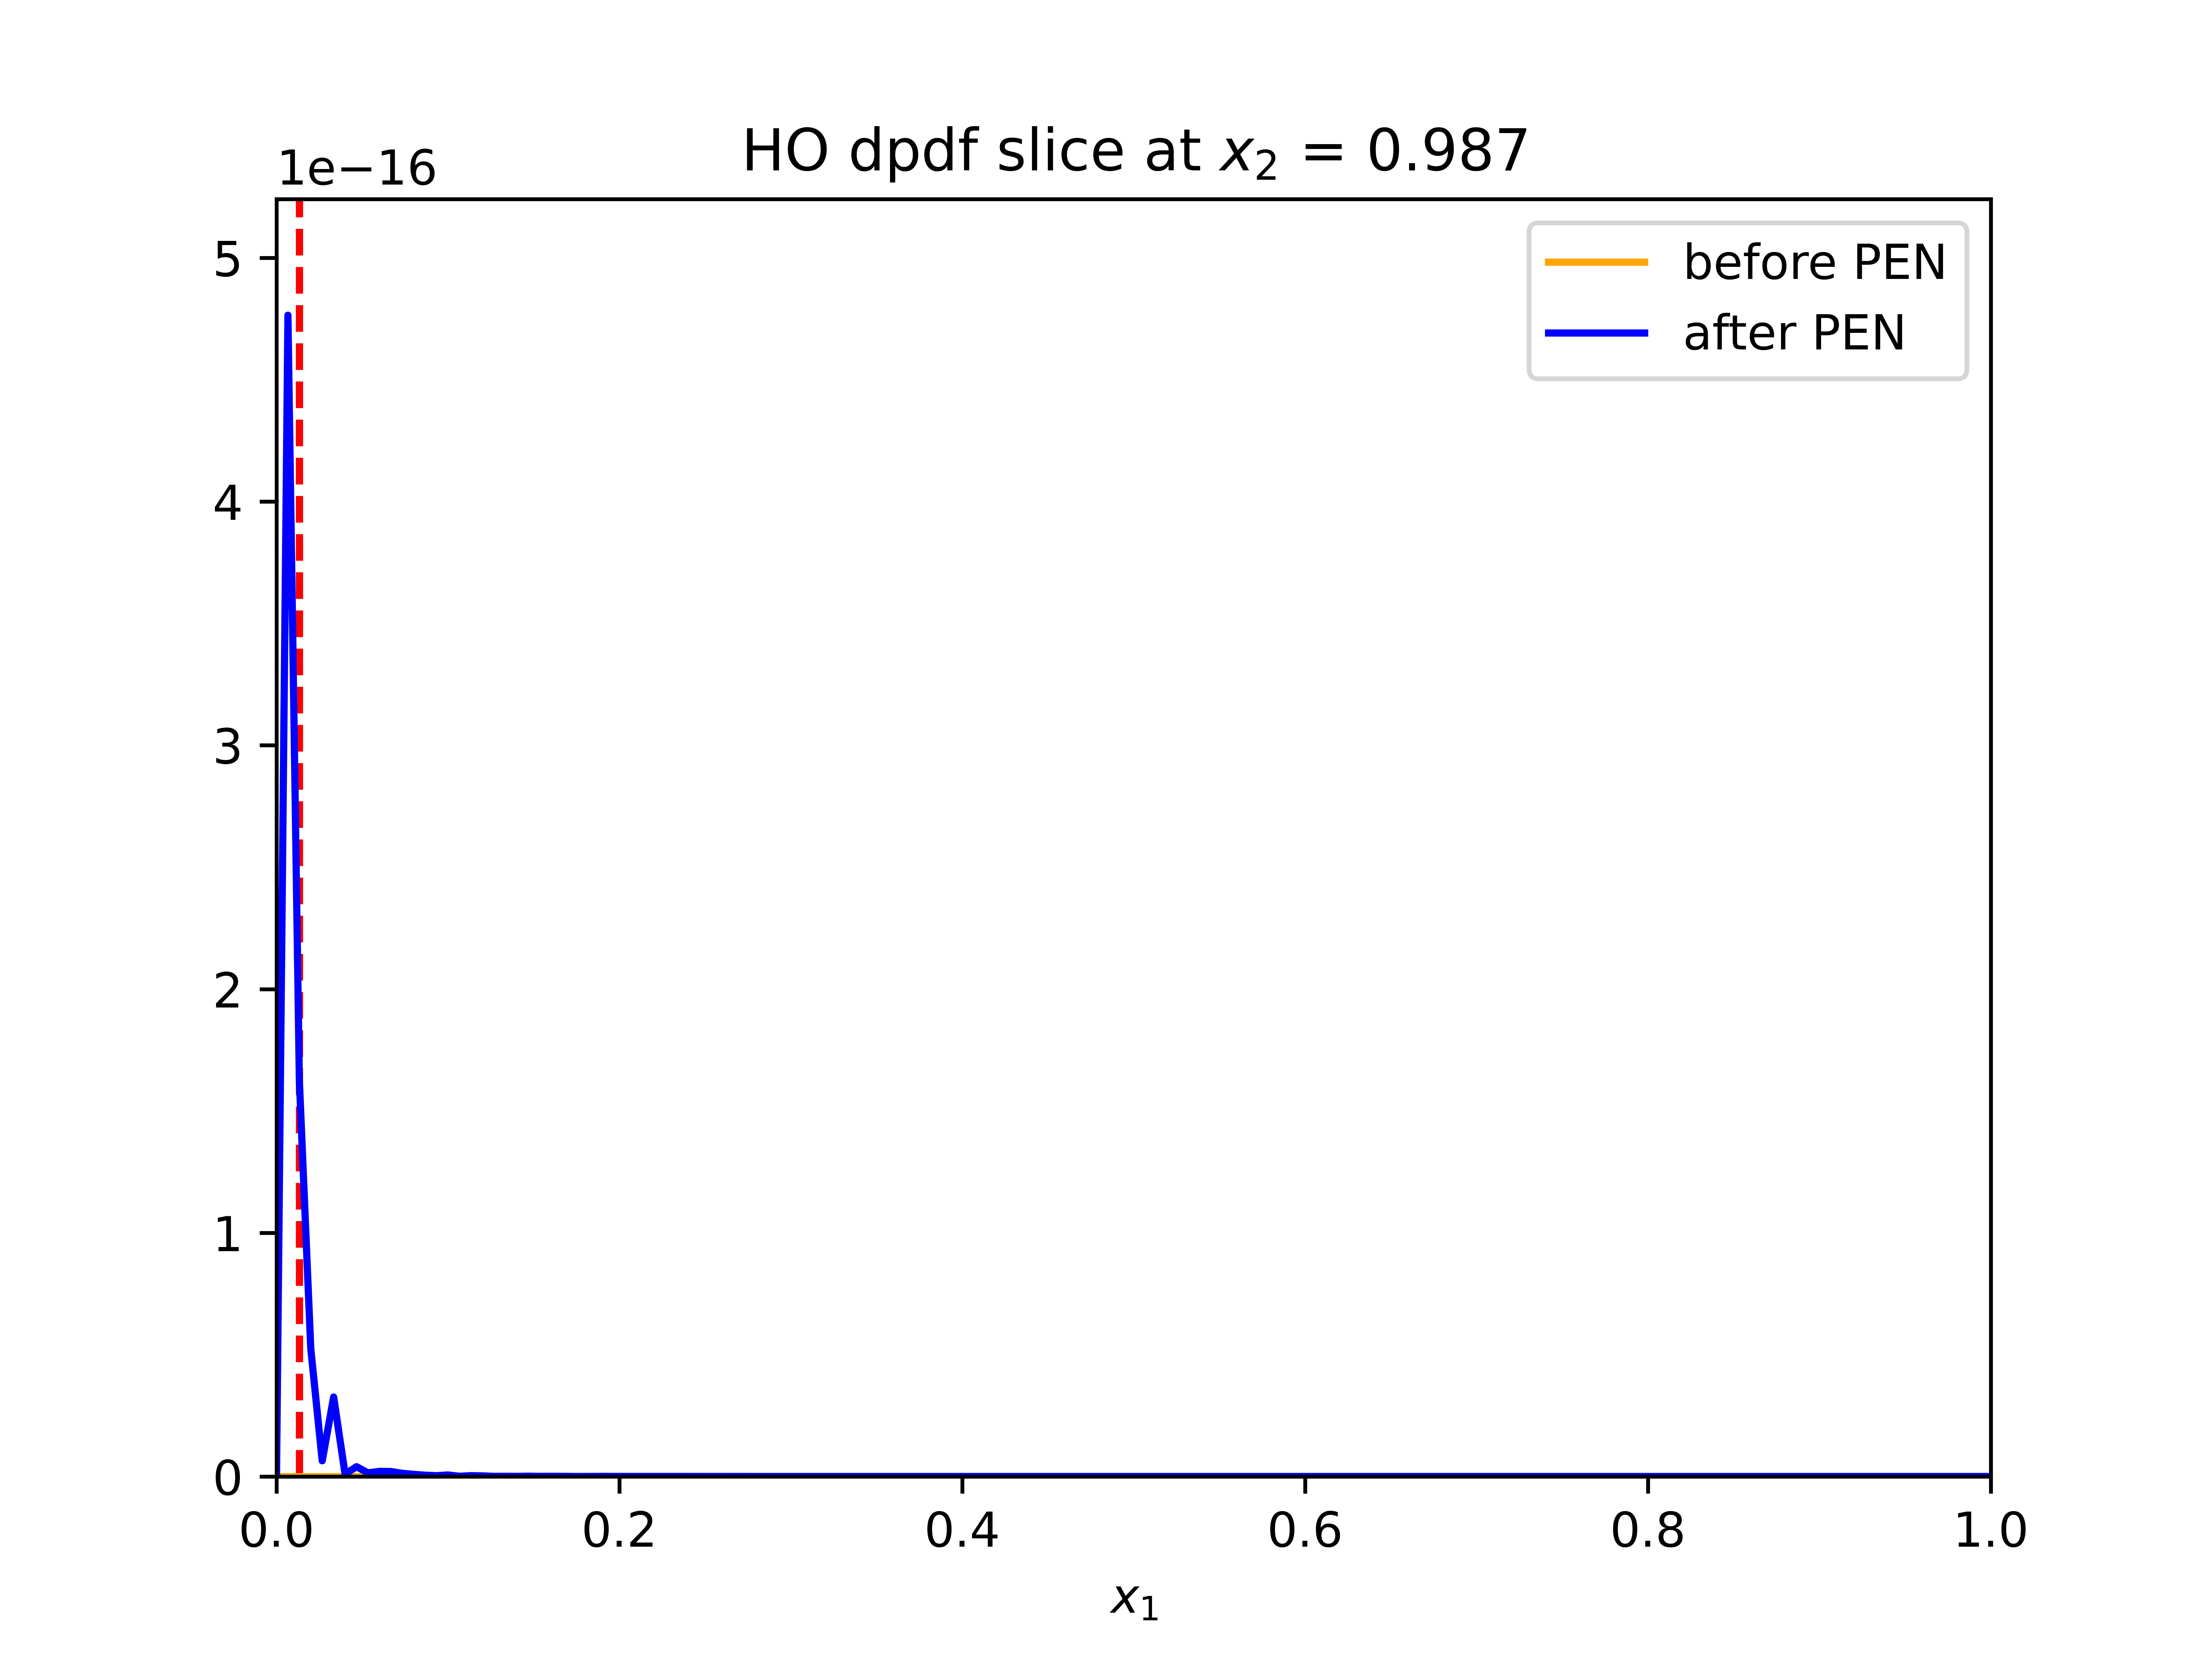 HO dpdf slice at x₂ = 0.987
1e−16
before PEN
after PEN
5
4
3
2
1
0
0.0 0.2 0.4 0.6 0.8 1.0
x₁